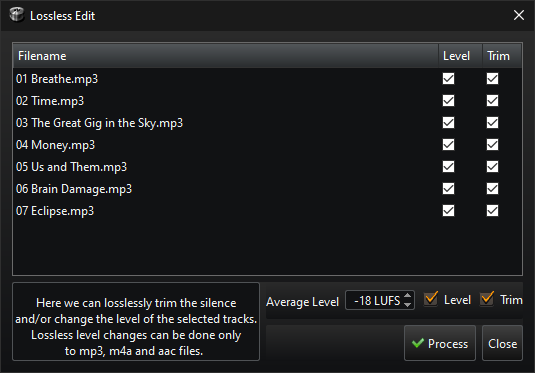 Lossless Edit
Filename Level Trim
01 Breathe.mp3
02 Time.mp3
03 The Great Gig in the Sky.mp3
04 Money.mp3
05 Us and Them.mp3
06 Brain Damage.mp3
07 Eclipse.mp3
Here we can losslessly trim the silence
and/or change the level of the selected tracks.
Lossless level changes can be done only
to mp3, m4a and aac files.
Average Level -18 LUFS Level Trim
Process Close